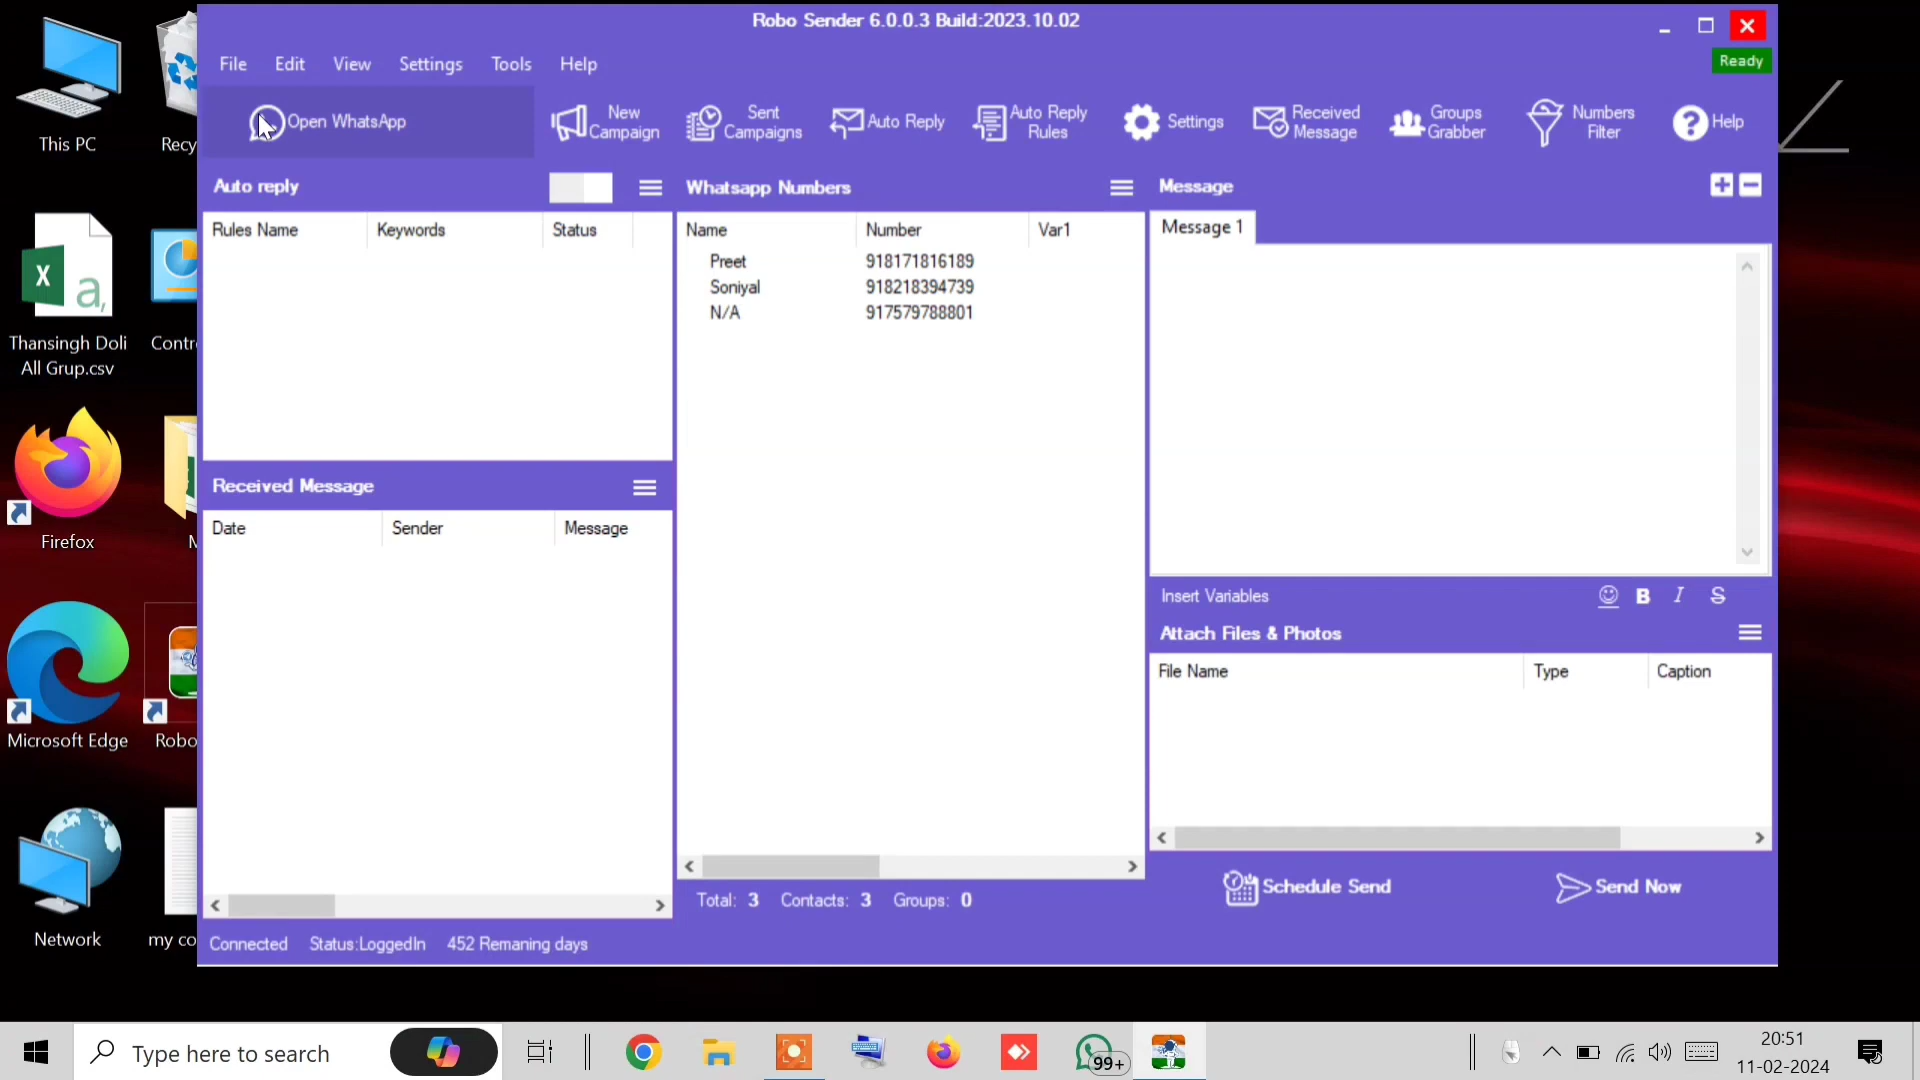 Robo Sender 6.0.0.3 Build:2023.10.02
File Edit View Settings Tools Help
Ready
Open WhatsApp
New Campaign
Sent Campaigns
Auto Reply
Auto Reply Rules
Settings
Received Message
Groups Grabber
Numbers Filter
Help
Auto reply
Rules Name Keywords Status
Received Message
Date Sender Message
Whatsapp Numbers
Name Number Var1
Preet 918171816189
Soniyal 918218394739
N/A 917579788801
Total: 3 Contacts: 3 Groups: 0
Message
Message 1
Insert Variables
B I S
Attach Files & Photos
File Name Type Caption
Schedule Send
Send Now
Connected Status:LoggedIn 452 Remaning days
This PC
Recy
Thansingh Doli
All Grup.csv
Contr
Firefox
Microsoft Edge
Robo
Network
my co
Type here to search
99+
20:51
11-02-2024